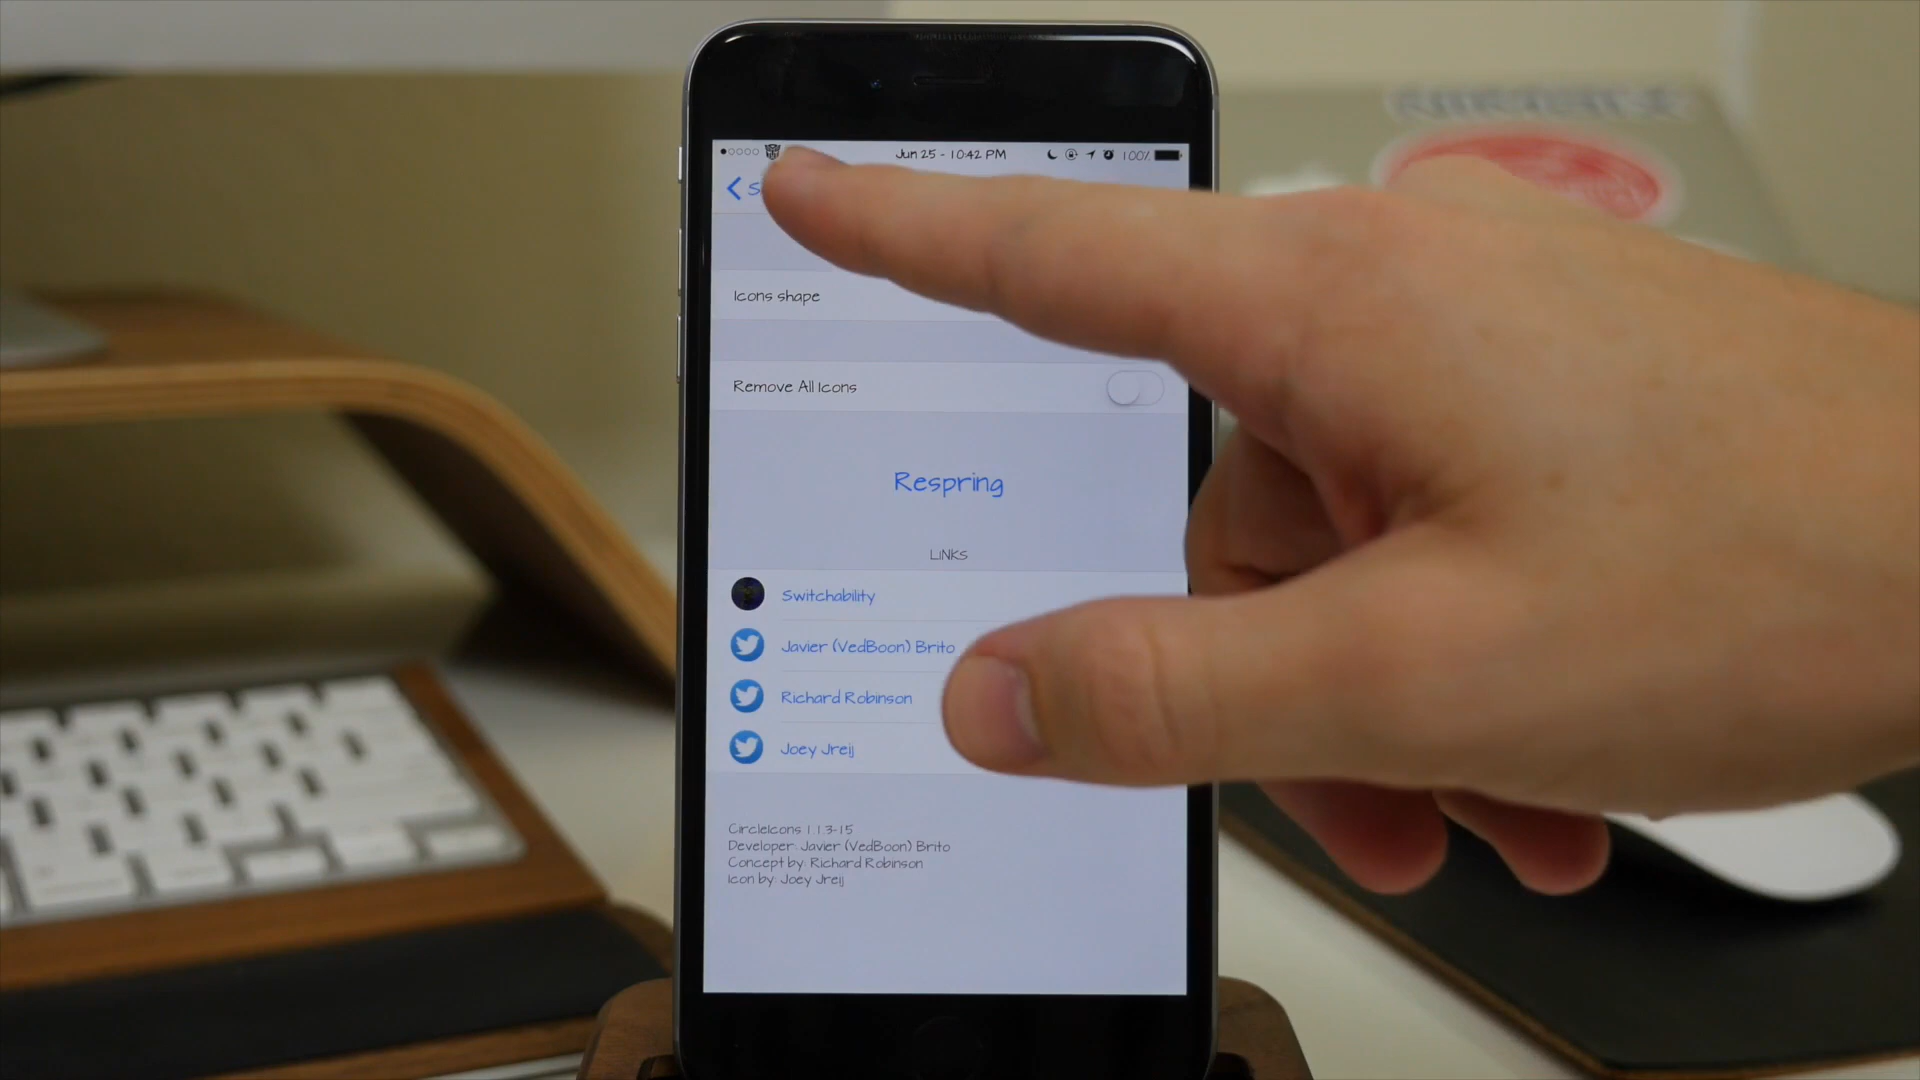 Jun 25 - 10:42 PM
100%
Icons shape
Remove All Icons
Respring
LINKS
Switchability
Javier (VedBoon) Brito
Richard Robinson
Joey Jreij
CircleIcons 1.1.3-15
Developer: Javier (VedBoon) Brito
Concept by: Richard Robinson
Icon by: Joey Jreij